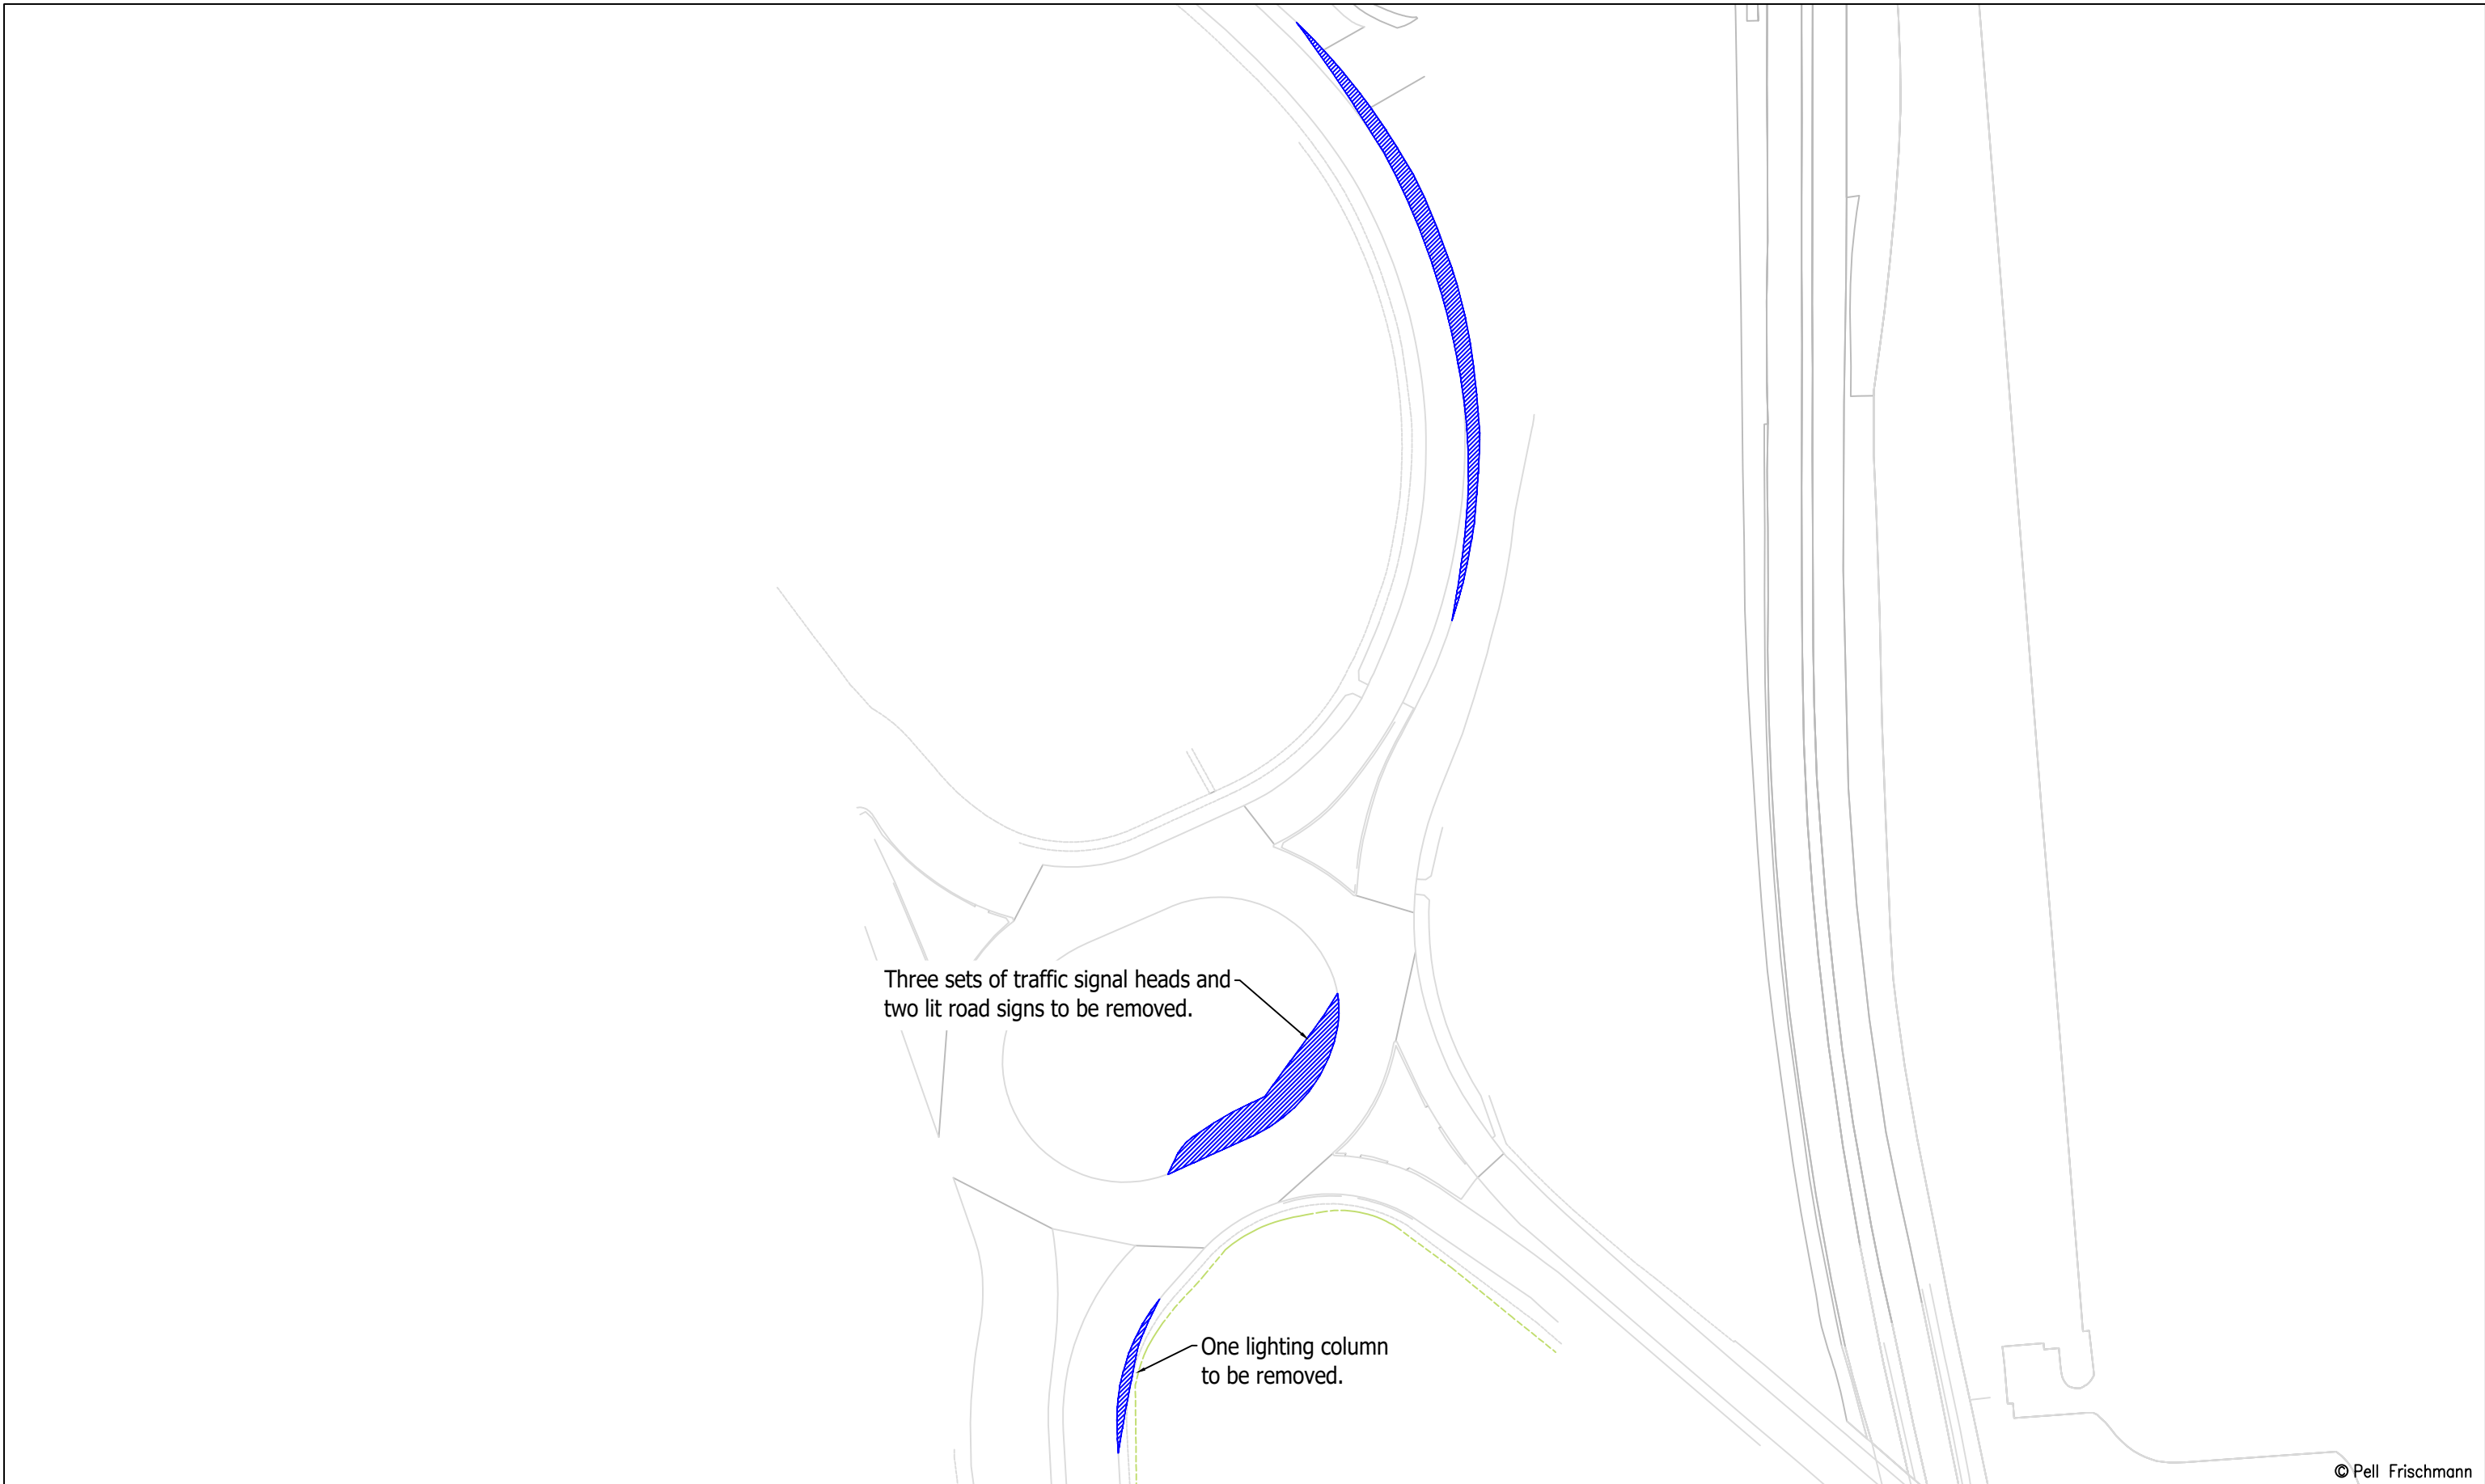 Three sets of traffic signal heads and
two lit road signs to be removed.
One lighting column
to be removed.
© Pell Frischmann